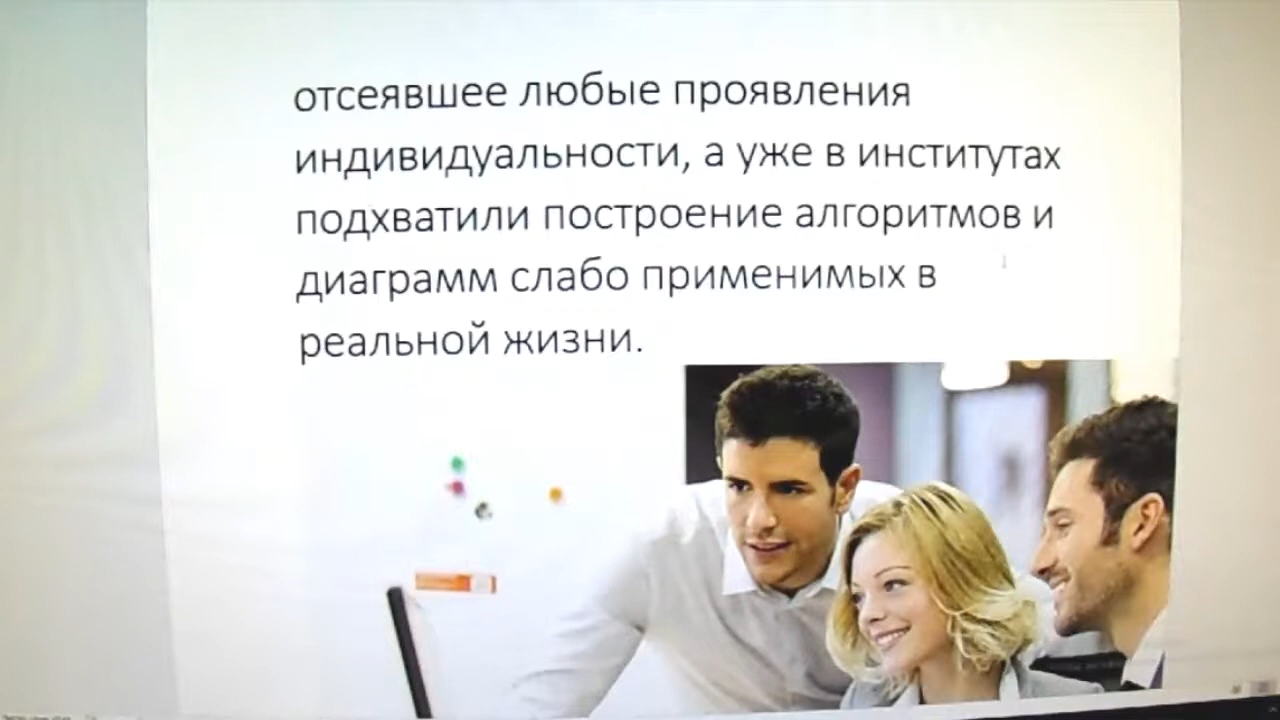 отсеявшее любые проявления
индивидуальности, а уже в институтах
подхватили построение алгоритмов и
диаграмм слабо применимых в
реальной жизни.